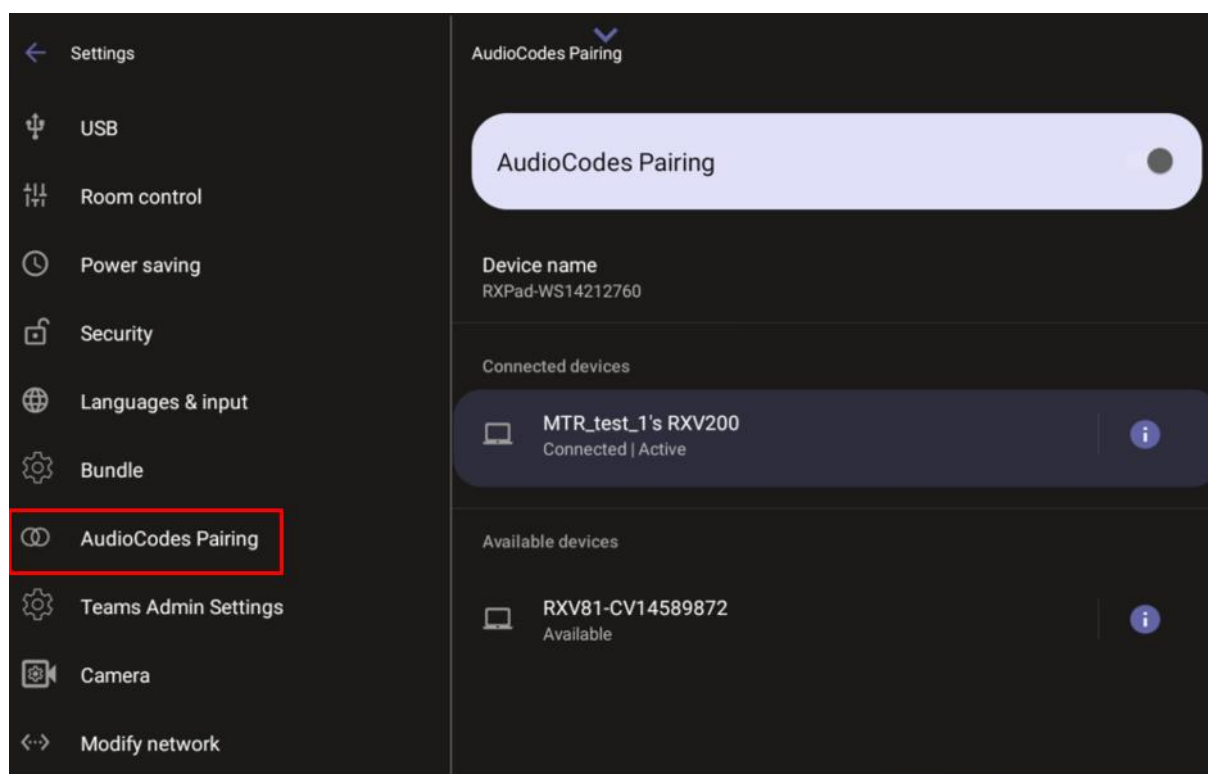 Settings
USB
Room control
Power saving
Security
Languages & input
Bundle
AudioCodes Pairing
Teams Admin Settings
Camera
Modify network
AudioCodes Pairing
AudioCodes Pairing
Device name
RXPad-WS14212760
Connected devices
MTR_test_1's RXV200
Connected | Active
Available devices
RXV81-CV14589872
Available